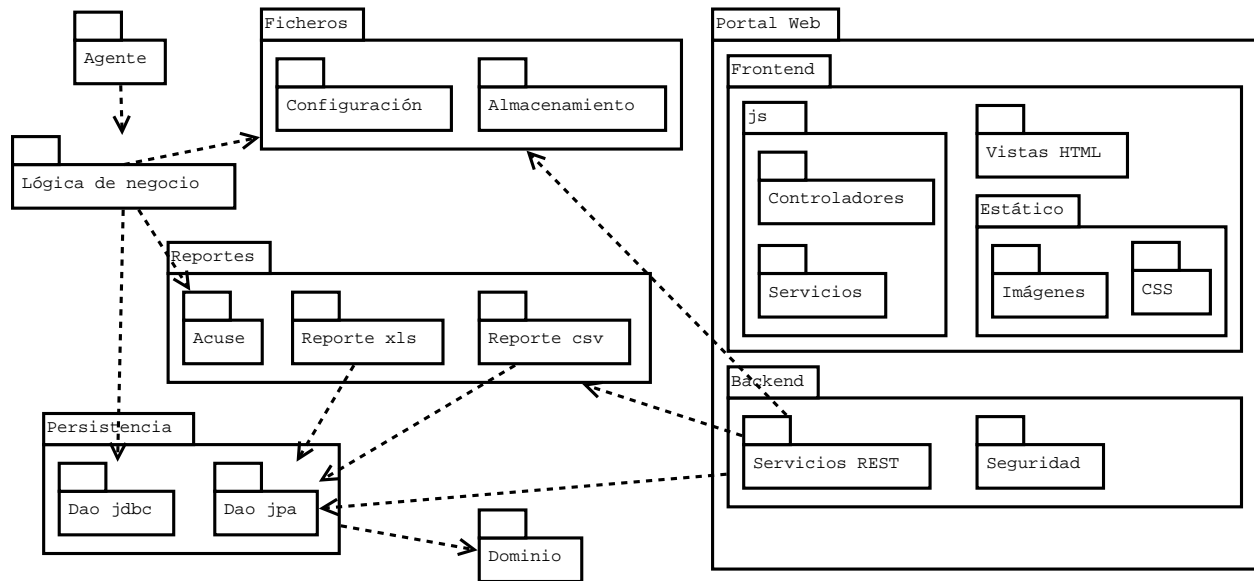 Agente
Lógica de negocio
Ficheros
Configuración
Almacenamiento
Reportes
Acuse
Reporte xls
Reporte csv
Persistencia
Dao jdbc
Dao jpa
Dominio
Portal Web
Frontend
js
Controladores
Servicios
Vistas HTML
Estático
Imágenes
CSS
Backend
Servicios REST
Seguridad